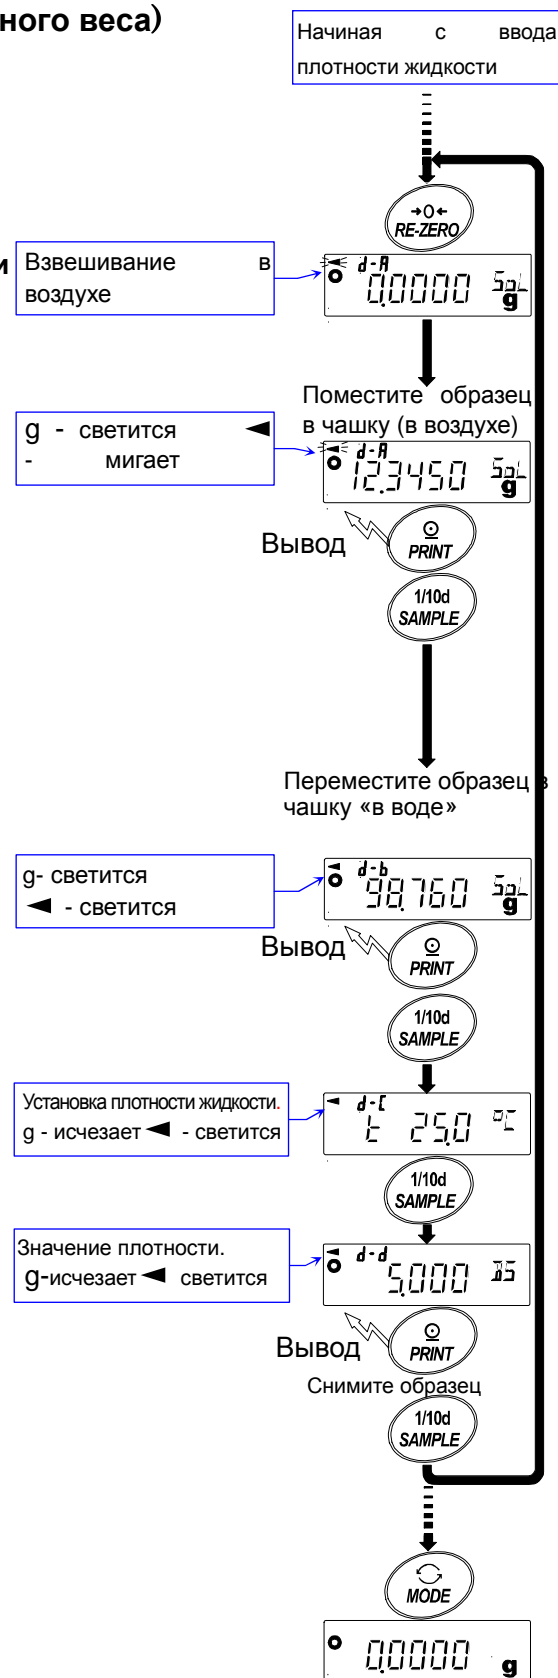 ного веса)
Начиная с ввода
плотности жидкости
→0←
RE-ZERO
и
Взвешивание в
воздухе
d-A
0.0000 g
Поместите образец
в чашку (в воздухе)
g - светится ◄
- мигает
d-A
12.3450 g
Вывод
PRINT
1/10d
SAMPLE
Переместите образец в
чашку «в воде»
g- светится
◄ - светится
d-b
98.760 g
Вывод
PRINT
1/10d
SAMPLE
Установка плотности жидкости.
g - исчезает ◄ - светится
d-C
t 25.0 °C
1/10d
SAMPLE
Значение плотности.
g-исчезает ◄ светится
d-d
5.000 DS
Вывод
PRINT
Снимите образец
1/10d
SAMPLE
MODE
0.0000 g